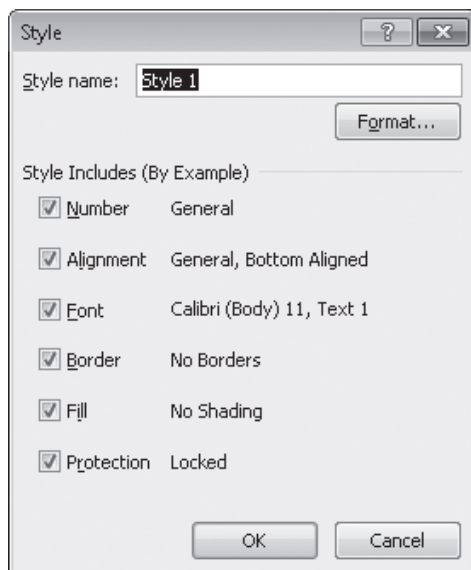 Style
Style name: Style 1
Format...
Style Includes (By Example)
Number General
Alignment General, Bottom Aligned
Font Calibri (Body) 11, Text 1
Border No Borders
Fill No Shading
Protection Locked
OK Cancel